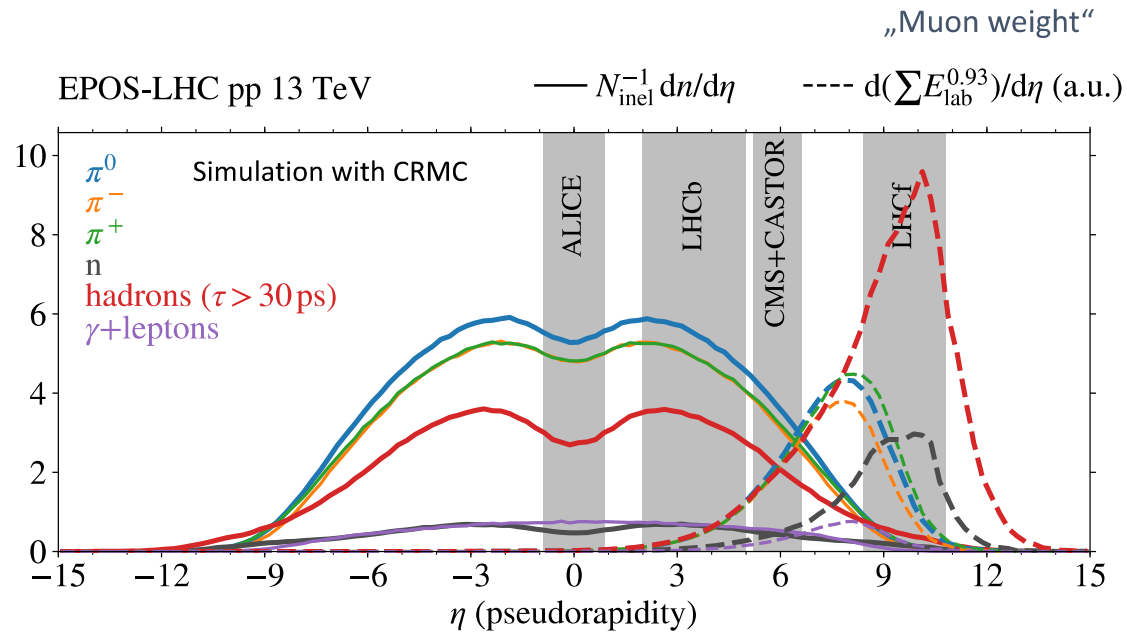 „Muon weight“
EPOS-LHC pp 13 TeV
N_inel^−1 dn/dη
d(∑E_lab^0.93)/dη (a.u.)
Simulation with CRMC
π⁰
π⁻
π⁺
n
hadrons (τ > 30 ps)
γ+leptons
ALICE
LHCb
CMS+CASTOR
LHCf
10
8
6
4
2
0
−15 −12 −9 −6 −3 0 3 6 9 12 15
η (pseudorapidity)